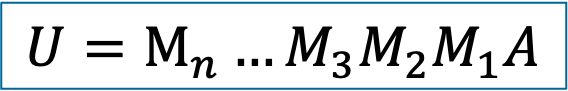 U = Mₙ ... M₃M₂M₁A